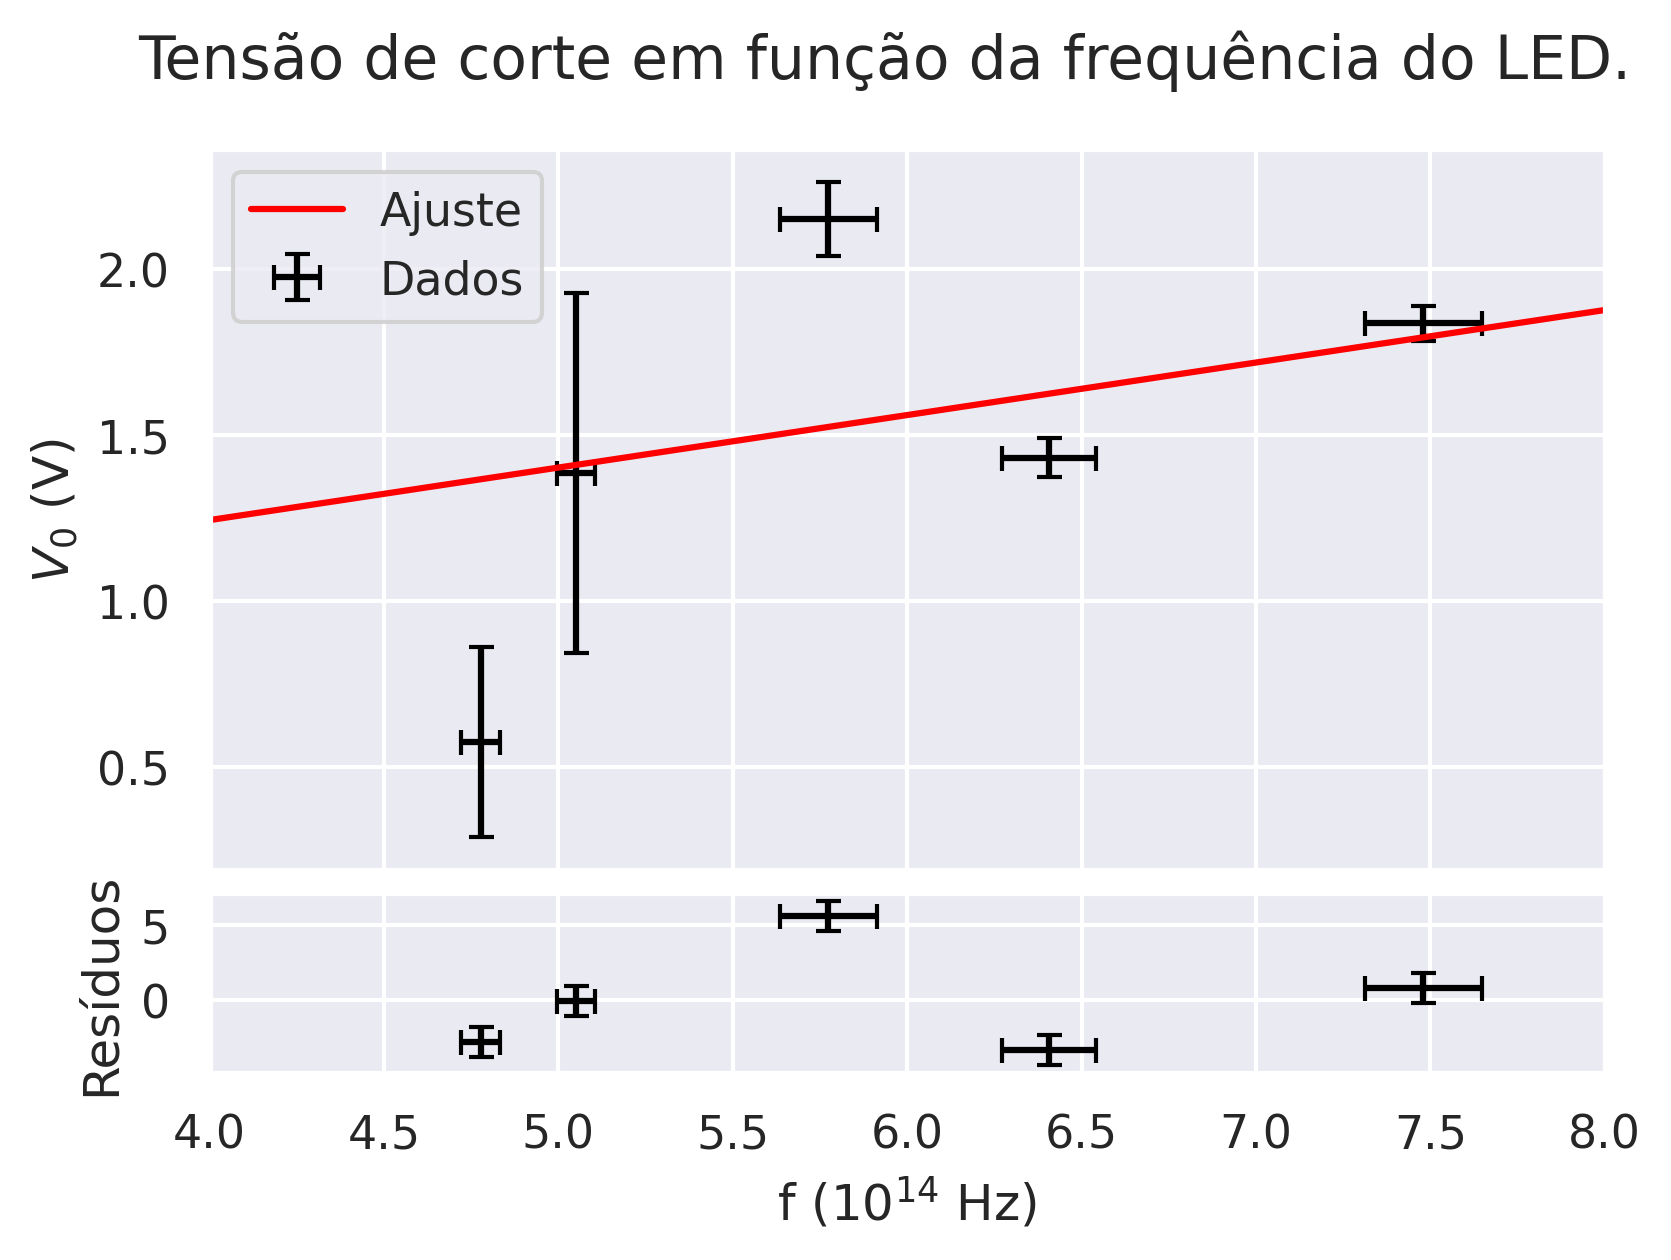 Tensão de corte em função da frequência do LED.
Ajuste
Dados
2.0
1.5
1.0
0.5
V₀ (V)
5
0
Resíduos
4.0 4.5 5.0 5.5 6.0 6.5 7.0 7.5 8.0
f (10¹⁴ Hz)